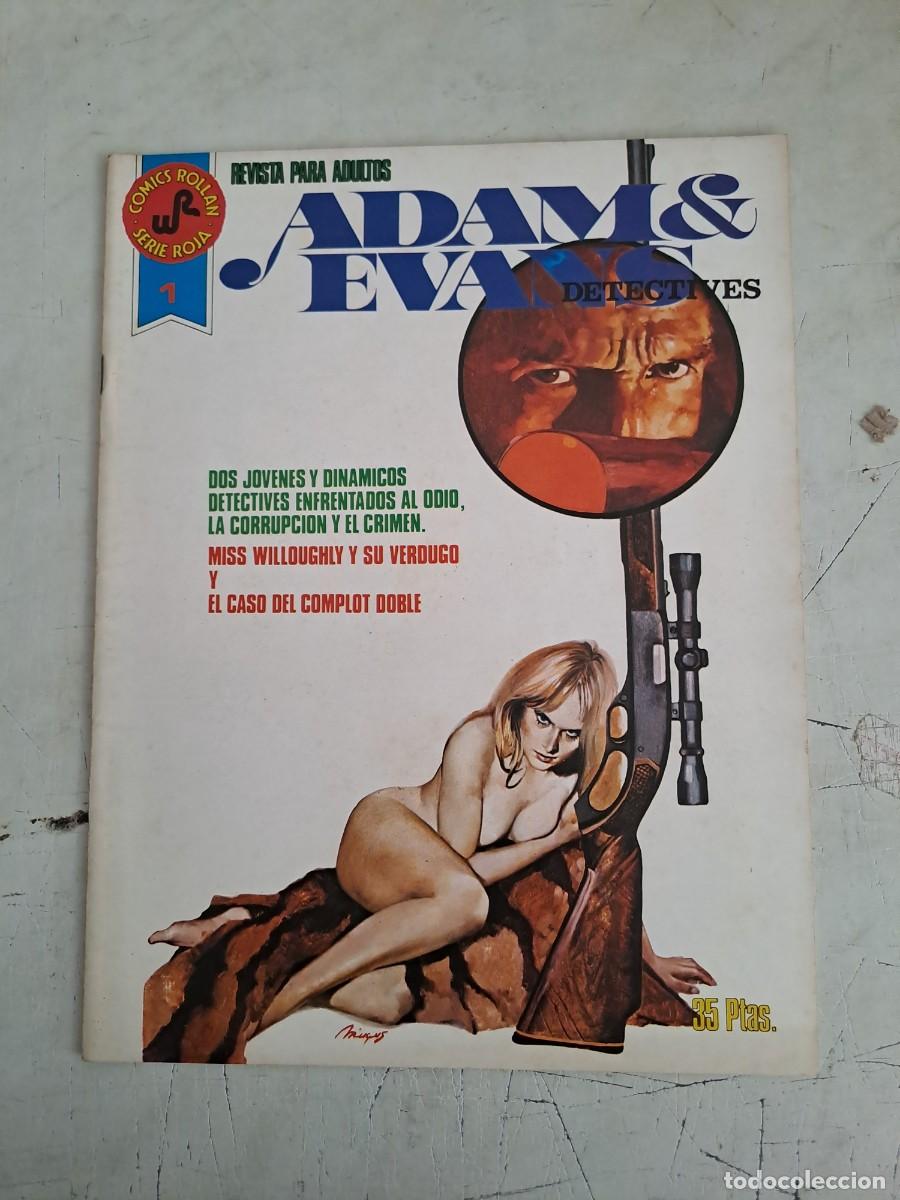 REVISTA PARA ADULTOS
COMICS ROLLAN
SERIE ROJA
1
ADAM &
EVANS
DETECTIVES
DOS JOVENES Y DINAMICOS
DETECTIVES ENFRENTADOS AL ODIO,
LA CORRUPCION Y EL CRIMEN.
MISS WILLOUGHLY Y SU VERDUGO
Y
EL CASO DEL COMPLOT DOBLE
35 Ptas.
todocoleccion